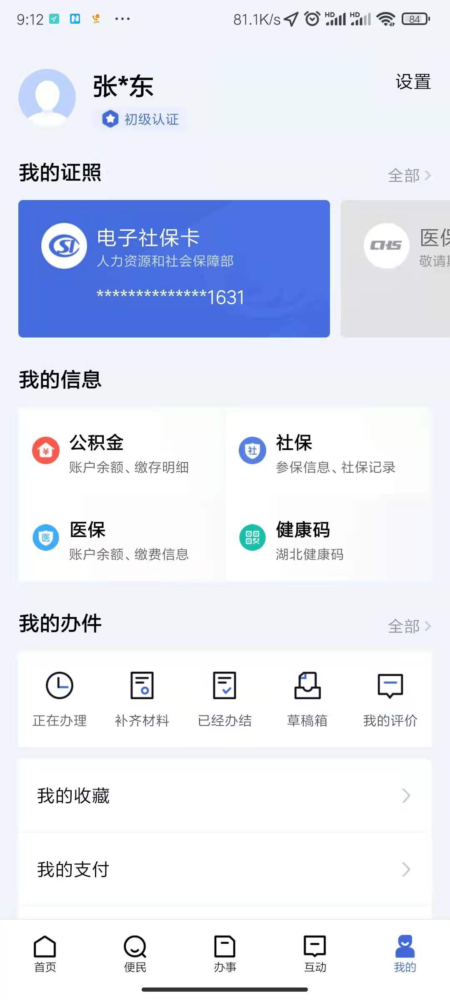 9:12
81.1K/s
HD
HD
84
张*东
设置
初级认证
我的证照
全部
电子社保卡
人力资源和社会保障部
**************1631
CHS
医保
敬请
我的信息
公积金
账户余额、缴存明细
社保
参保信息、社保记录
医保
账户余额、缴费信息
健康码
湖北健康码
我的办件
全部
正在办理
补齐材料
已经办结
草稿箱
我的评价
我的收藏
我的支付
首页
便民
办事
互动
我的